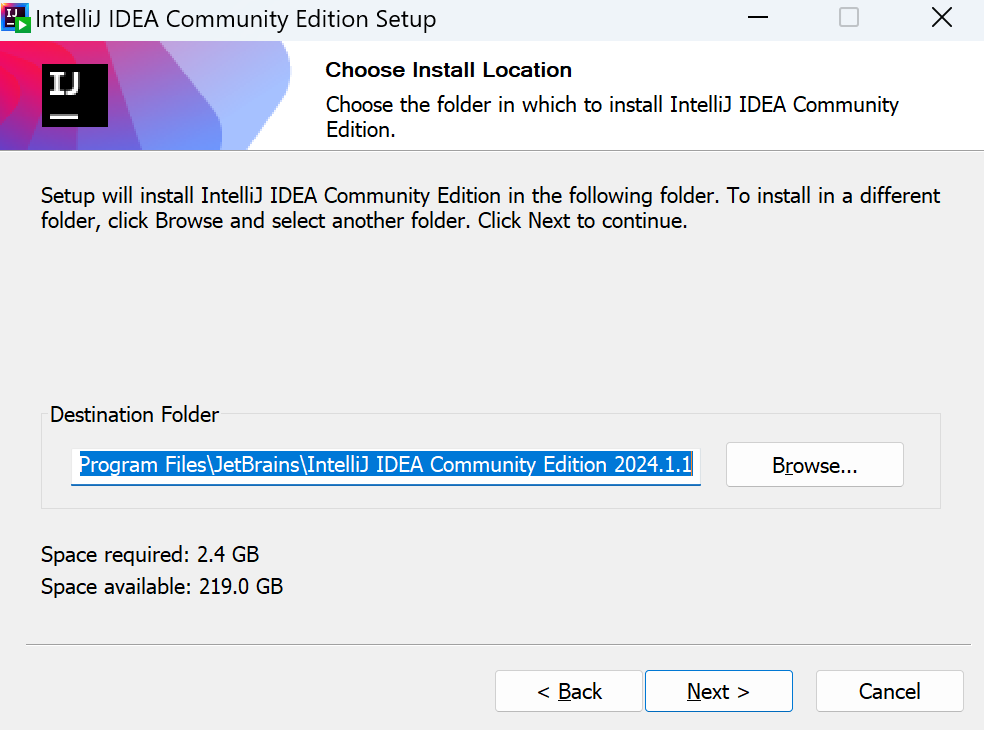 IntelliJ IDEA Community Edition Setup
IJ
Choose Install Location
Choose the folder in which to install IntelliJ IDEA Community
Edition.
Setup will install IntelliJ IDEA Community Edition in the following folder. To install in a different
folder, click Browse and select another folder. Click Next to continue.
Destination Folder
Program Files\JetBrains\IntelliJ IDEA Community Edition 2024.1.1
Browse...
Space required: 2.4 GB
Space available: 219.0 GB
< Back
Next >
Cancel